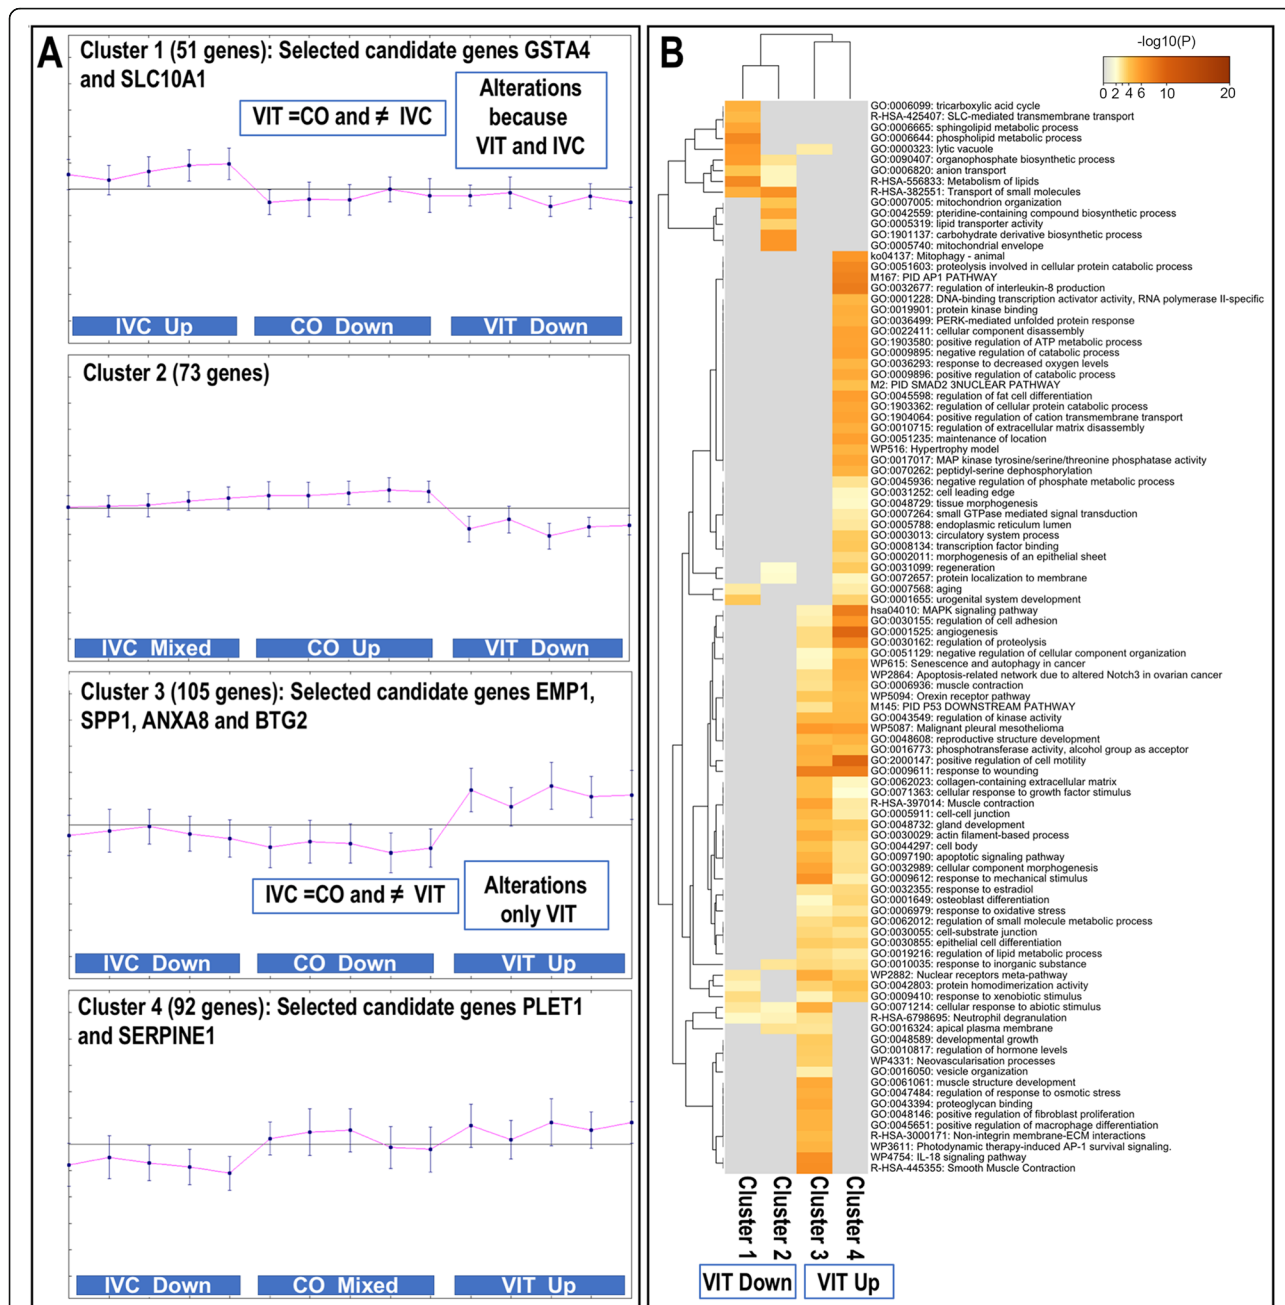 A
Cluster 1 (51 genes): Selected candidate genes GSTA4
and SLC10A1
VIT =CO and ≠ IVC
Alterations
because
VIT and IVC
IVC Up
CO Down
VIT Down
Cluster 2 (73 genes)
IVC Mixed
CO Up
VIT Down
Cluster 3 (105 genes): Selected candidate genes EMP1,
SPP1, ANXA8 and BTG2
IVC =CO and ≠ VIT
Alterations
only VIT
IVC Down
CO Down
VIT Up
Cluster 4 (92 genes): Selected candidate genes PLET1
and SERPINE1
IVC Down
CO Mixed
VIT Up
B
-log10(P)
0 2 4 6 10 20
GO:0006099: tricarboxylic acid cycle
R-HSA-425407: SLC-mediated transmembrane transport
GO:0006665: sphingolipid metabolic process
GO:0006644: phospholipid metabolic process
GO:0000323: lytic vacuole
GO:0090407: organophosphate biosynthetic process
GO:0006820: anion transport
R-HSA-556833: Metabolism of lipids
R-HSA-382551: Transport of small molecules
GO:0007005: mitochondrion organization
GO:0042559: pteridine-containing compound biosynthetic process
GO:0005319: lipid transporter activity
GO:1901137: carbohydrate derivative biosynthetic process
GO:0005740: mitochondrial envelope
ko04137: Mitophagy - animal
GO:0051603: proteolysis involved in cellular protein catabolic process
M167: PID AP1 PATHWAY
GO:0032677: regulation of interleukin-8 production
GO:0001228: DNA-binding transcription activator activity, RNA polymerase II-specific
GO:0019901: protein kinase binding
GO:0036499: PERK-mediated unfolded protein response
GO:0022411: cellular component disassembly
GO:1903580: positive regulation of ATP metabolic process
GO:0009895: negative regulation of catabolic process
GO:0036293: response to decreased oxygen levels
GO:0009896: positive regulation of catabolic process
M2: PID SMAD2 3NUCLEAR PATHWAY
GO:0045598: regulation of fat cell differentiation
GO:1903362: regulation of cellular protein catabolic process
GO:1904064: positive regulation of cation transmembrane transport
GO:0010715: regulation of extracellular matrix disassembly
GO:0051235: maintenance of location
WP516: Hypertrophy model
GO:0017017: MAP kinase tyrosine/serine/threonine phosphatase activity
GO:0070262: peptidyl-serine dephosphorylation
GO:0045936: negative regulation of phosphate metabolic process
GO:0031252: cell leading edge
GO:0048729: tissue morphogenesis
GO:0007264: small GTPase mediated signal transduction
GO:0005788: endoplasmic reticulum lumen
GO:0003013: circulatory system process
GO:0008134: transcription factor binding
GO:0002011: morphogenesis of an epithelial sheet
GO:0031099: regeneration
GO:0072657: protein localization to membrane
GO:0007568: aging
GO:0001655: urogenital system development
hsa04010: MAPK signaling pathway
GO:0030155: regulation of cell adhesion
GO:0001525: angiogenesis
GO:0030162: regulation of proteolysis
GO:0051129: negative regulation of cellular component organization
WP615: Senescence and autophagy in cancer
WP2864: Apoptosis-related network due to altered Notch3 in ovarian cancer
GO:0006936: muscle contraction
WP5094: Orexin receptor pathway
M145: PID P53 DOWNSTREAM PATHWAY
GO:0043549: regulation of kinase activity
WP5087: Malignant pleural mesothelioma
GO:0048608: reproductive structure development
GO:0016773: phosphotransferase activity, alcohol group as acceptor
GO:2000147: positive regulation of cell motility
GO:0009611: response to wounding
GO:0062023: collagen-containing extracellular matrix
GO:0071363: cellular response to growth factor stimulus
R-HSA-397014: Muscle contraction
GO:0005911: cell-cell junction
GO:0048732: gland development
GO:0030029: actin filament-based process
GO:0044297: cell body
GO:0097190: apoptotic signaling pathway
GO:0032989: cellular component morphogenesis
GO:0009612: response to mechanical stimulus
GO:0032355: response to estradiol
GO:0001649: osteoblast differentiation
GO:0006979: response to oxidative stress
GO:0062012: regulation of small molecule metabolic process
GO:0030055: cell-substrate junction
GO:0030855: epithelial cell differentiation
GO:0019216: regulation of lipid metabolic process
GO:0010035: response to inorganic substance
WP2882: Nuclear receptors meta-pathway
GO:0042803: protein homodimerization activity
GO:0009410: response to xenobiotic stimulus
GO:0071214: cellular response to abiotic stimulus
R-HSA-6798695: Neutrophil degranulation
GO:0016324: apical plasma membrane
GO:0048589: developmental growth
GO:0010817: regulation of hormone levels
WP4331: Neovascularisation processes
GO:0016050: vesicle organization
GO:0061061: muscle structure development
GO:0047484: regulation of response to osmotic stress
GO:0043394: proteoglycan binding
GO:0048146: positive regulation of fibroblast proliferation
GO:0045651: positive regulation of macrophage differentiation
R-HSA-3000171: Non-integrin membrane-ECM interactions
WP3611: Photodynamic therapy-induced AP-1 survival signaling.
WP4754: IL-18 signaling pathway
R-HSA-445355: Smooth Muscle Contraction
Cluster 1
Cluster 2
Cluster 3
Cluster 4
VIT Down
VIT Up